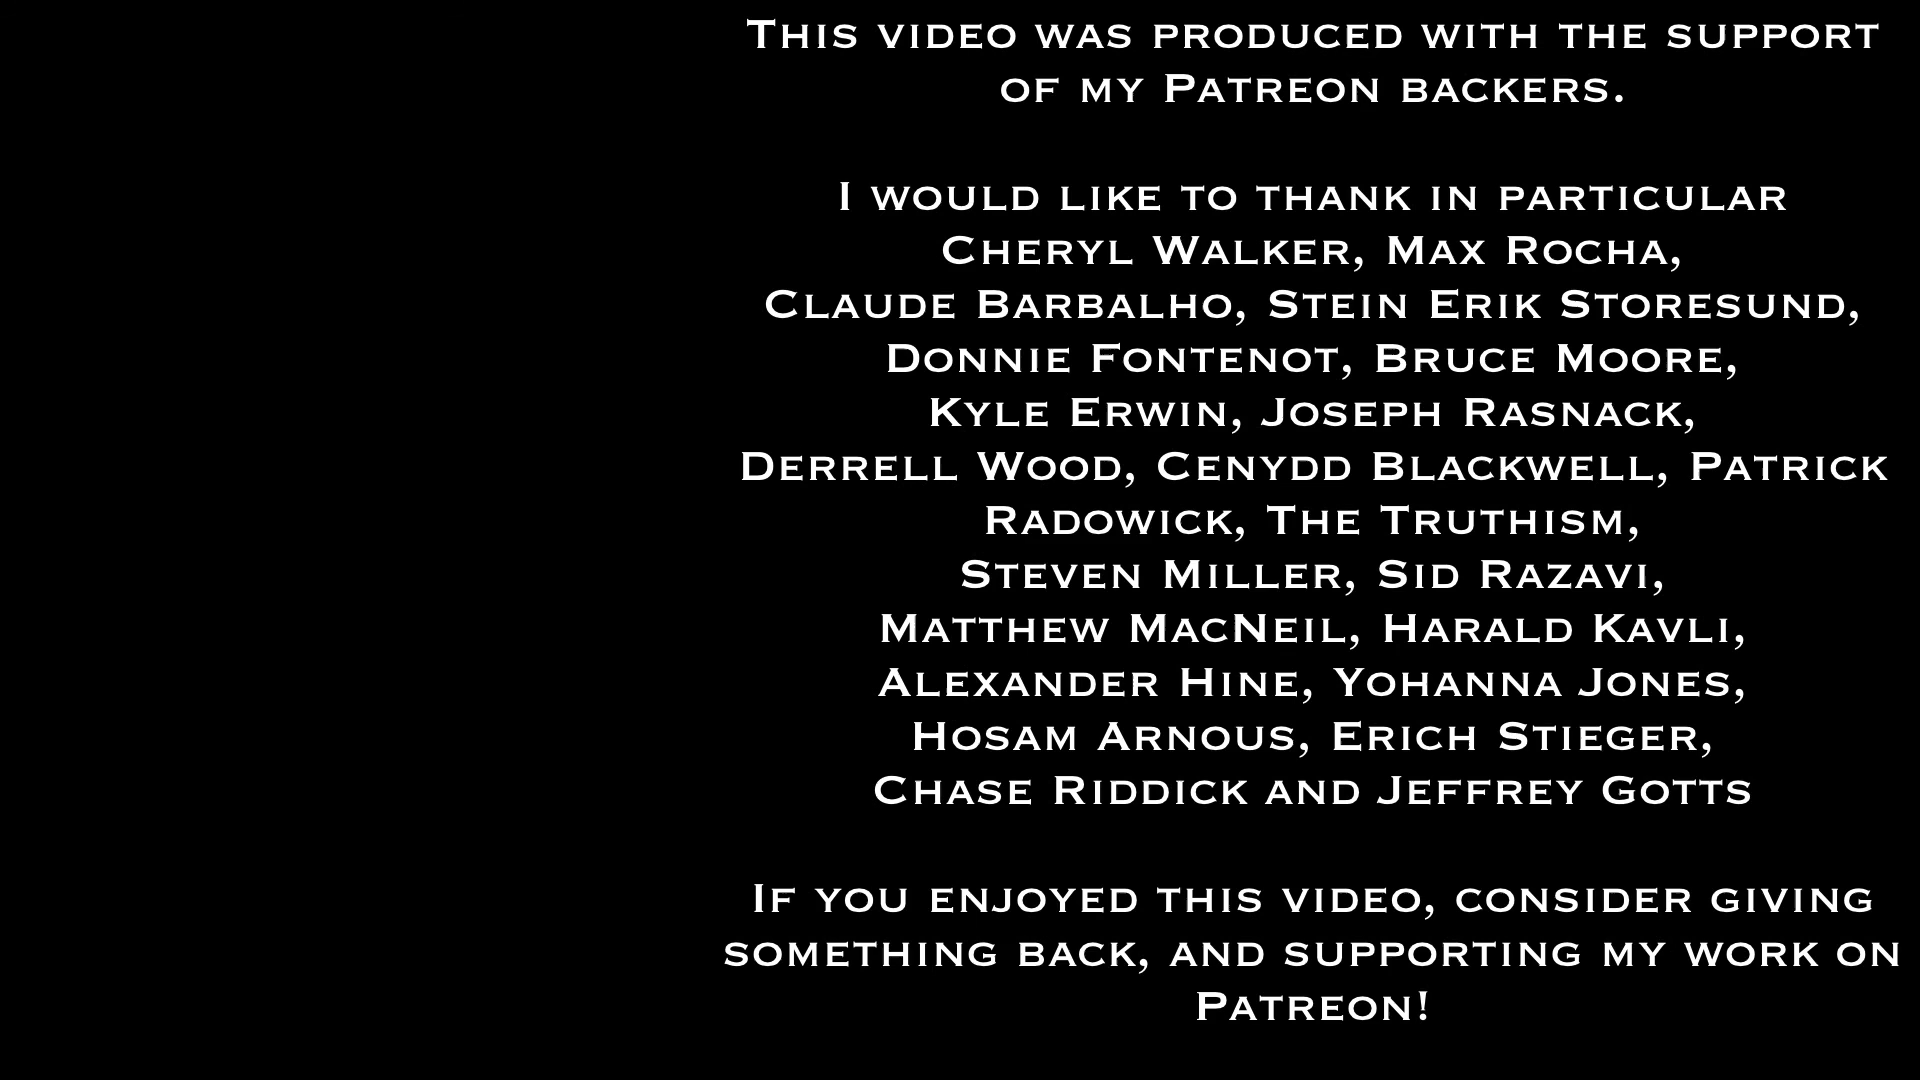 This video was produced with the support
of my Patreon backers.
I would like to thank in particular
Cheryl Walker, Max Rocha,
Claude Barbalho, Stein Erik Storesund,
Donnie Fontenot, Bruce Moore,
Kyle Erwin, Joseph Rasnack,
Derrell Wood, Cenydd Blackwell, Patrick
Radowick, The Truthism,
Steven Miller, Sid Razavi,
Matthew MacNeil, Harald Kavli,
Alexander Hine, Yohanna Jones,
Hosam Arnous, Erich Stieger,
Chase Riddick and Jeffrey Gotts
If you enjoyed this video, consider giving
something back, and supporting my work on
Patreon!